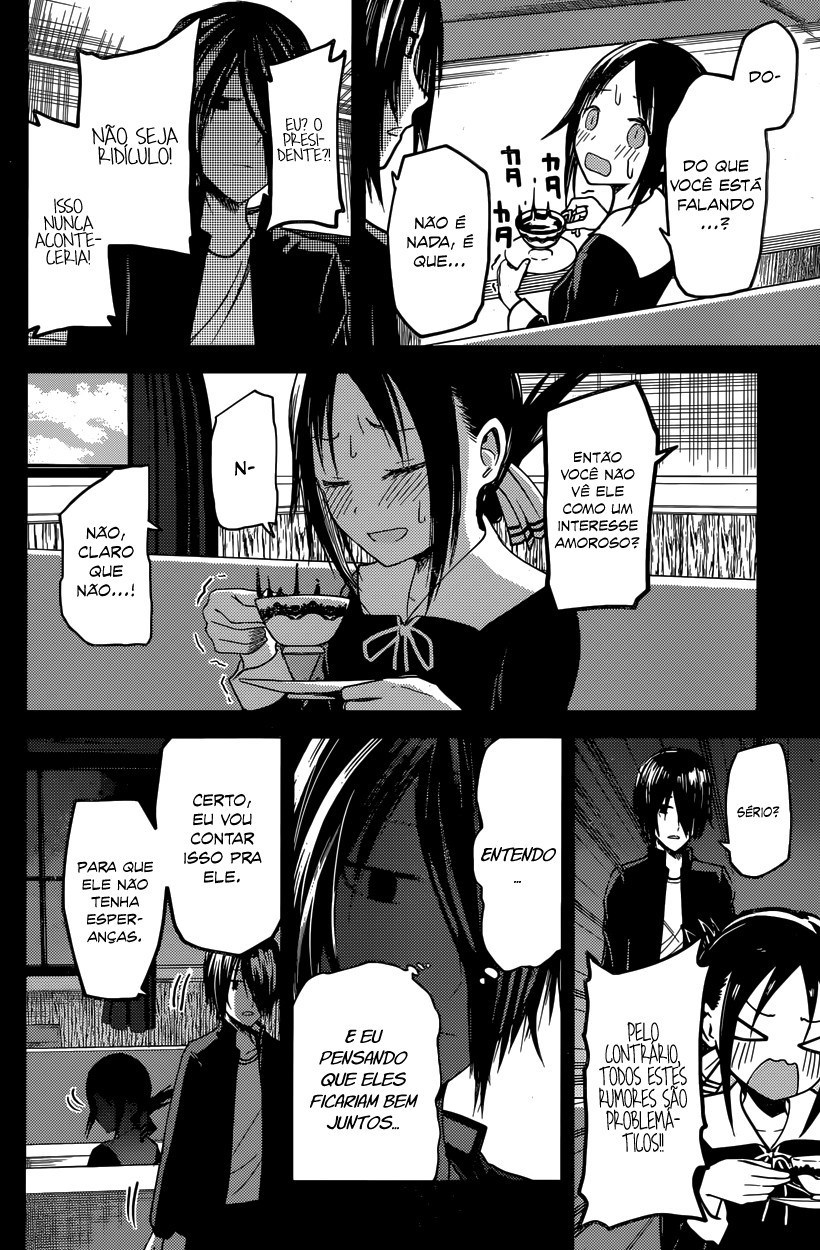 DO-
DO QUE
VOCÊ ESTÁ
FALANDO
...?
カタ
カタ
カタ
NÃO É
NADA, É
QUE...
EU? O
PRESI-
DENTE?!
NÃO SEJA
RIDÍCULO!
ISSO
NUNCA
ACONTE-
CERIA!
ENTÃO
VOCÊ NÃO
VÊ ELE
COMO UM
INTERESSE
AMOROSO?
N-
NÃO,
CLARO
QUE
NÃO...!
SÉRIO?
PELO
CONTRÁRIO,
TODOS ESTES
RUMORES SÃO
PROBLEMÁ-
TICOS!!
ENTENDO
...
E EU
PENSANDO
QUE ELES
FICARIAM BEM
JUNTOS...
CERTO,
EU VOU
CONTAR
ISSO PRA
ELE.
PARA QUE
ELE NÃO
TENHA
ESPER-
ANÇAS.